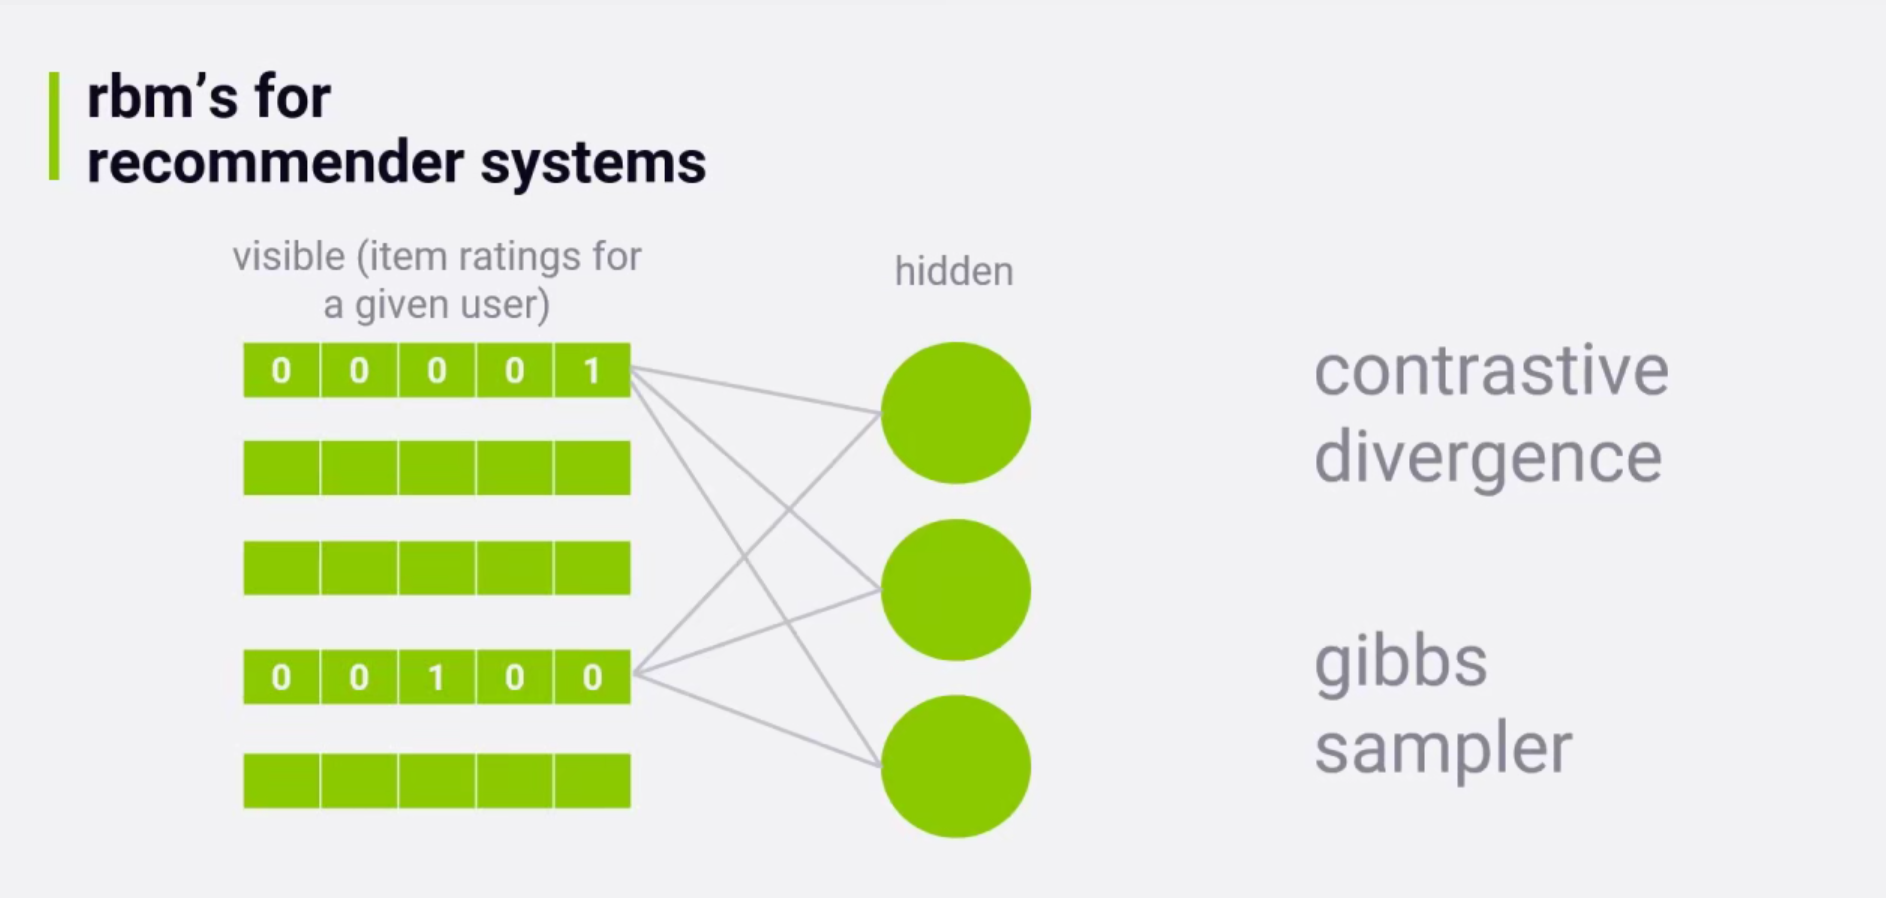 rbm’s for
recommender systems
visible (item ratings for
a given user)
hidden
0 0 0 0 1
0 0 1 0 0
contrastive
divergence
gibbs
sampler